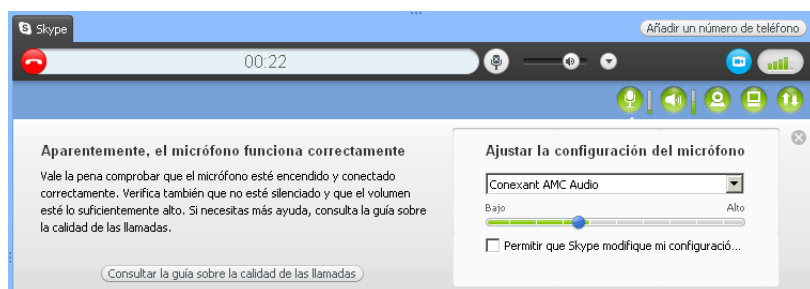 Skype
Añadir un número de teléfono
00:22
Aparentemente, el micrófono funciona correctamente
Vale la pena comprobar que el micrófono esté encendido y conectado
correctamente. Verifica también que no esté silenciado y que el volumen
esté lo suficientemente alto. Si necesitas más ayuda, consulta la guía sobre
la calidad de las llamadas.
Consultar la guía sobre la calidad de las llamadas
Ajustar la configuración del micrófono
Conexant AMC Audio
Bajo Alto
Permitir que Skype modifique mi configuració...